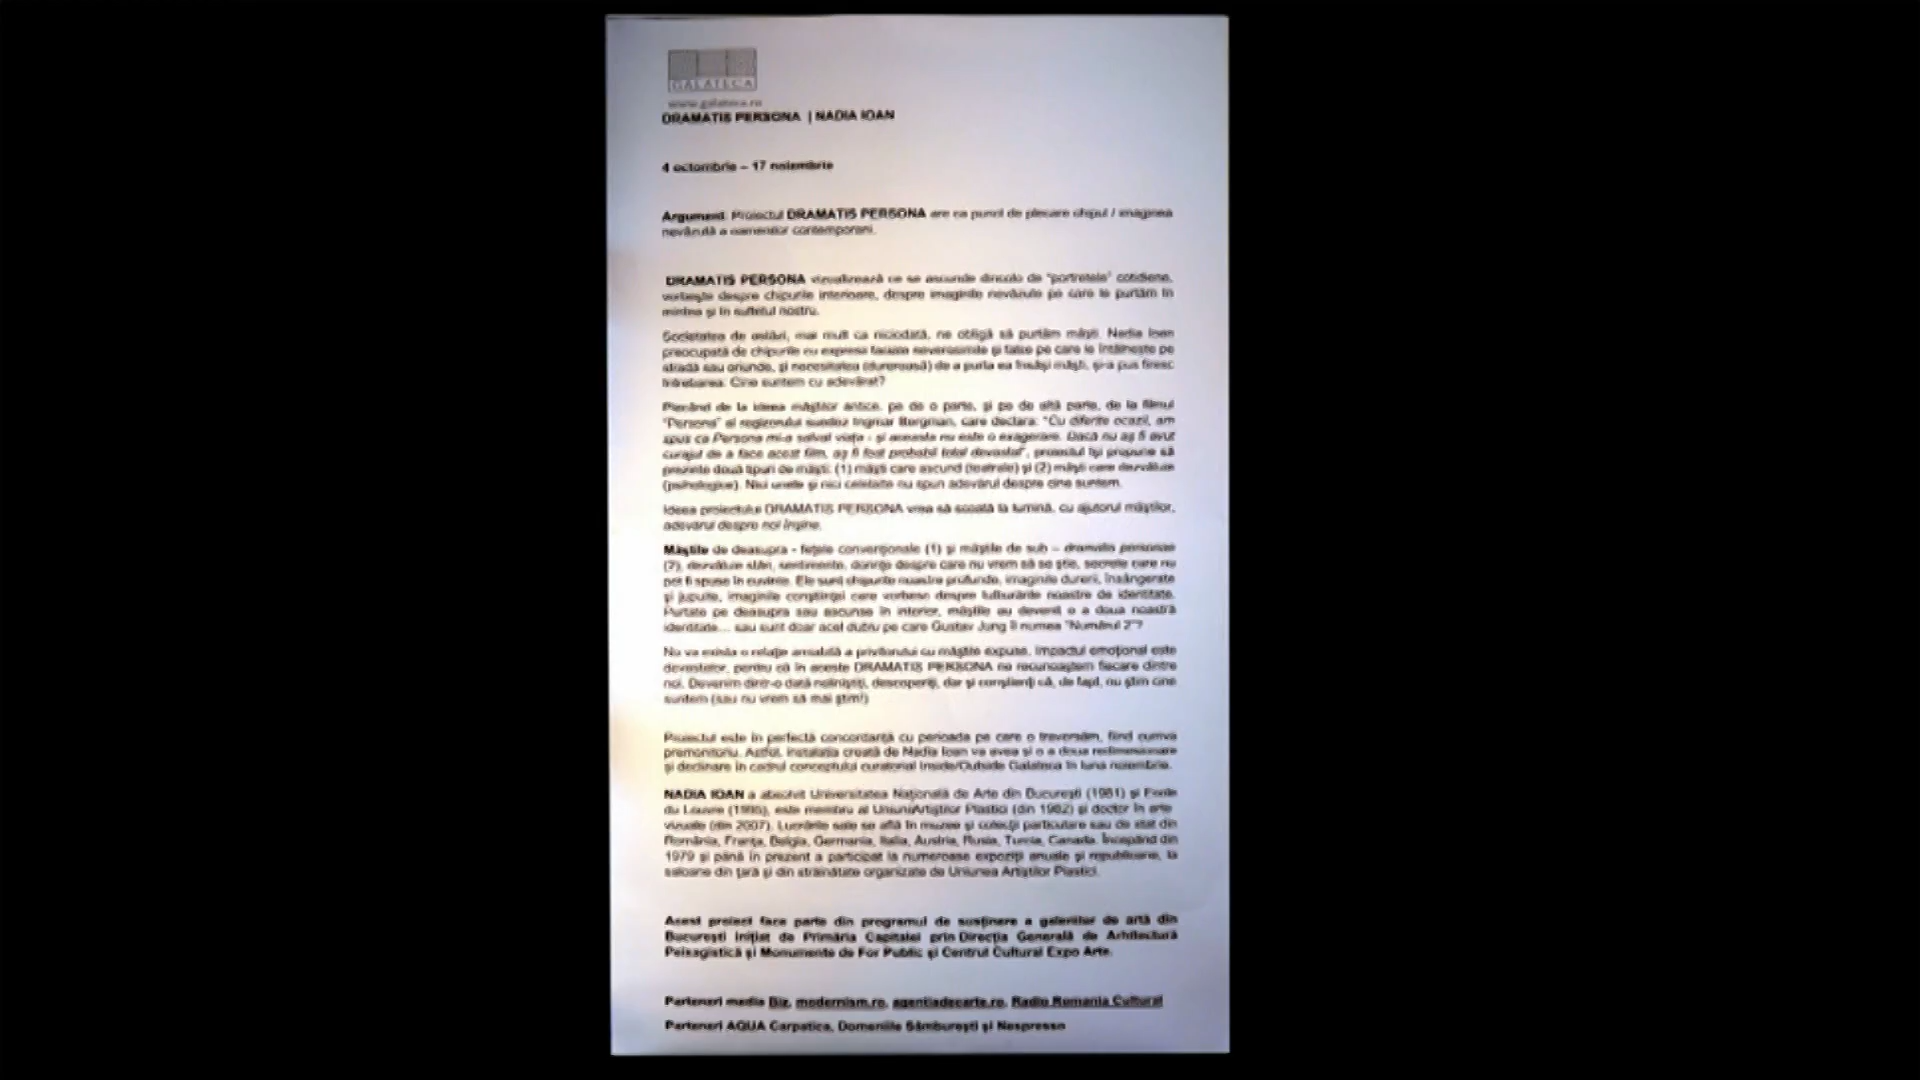 GALATECA
www.galateca.ro
DRAMATIS PERSONA | NADIA IOAN
4 octombrie – 17 noiembrie
Argument. Proiectul DRAMATIS PERSONA are ca punct de plecare chipul / imaginea
nevăzută a oamenilor contemporani.
DRAMATIS PERSONA vizualizează ce se ascunde dincolo de "portretele" cotidiene,
vorbește despre chipurile interioare, despre imaginile nevăzute pe care le purtăm în
mintea și în sufletul nostru.
Societatea de astăzi, mai mult ca niciodată, ne obligă să purtăm măști. Nadia Ioan
preocupată de chipurile cu expresii faciale neverosimile și false pe care le întâlnește pe
stradă sau oriunde, și necesitatea (dureroasă) de a purta ea însăși măști, și-a pus firesc
întrebarea: Cine suntem cu adevărat?
Plecând de la ideea măștilor antice, pe de o parte, și pe de altă parte, de la filmul
"Persona" al regizorului suedez Ingmar Bergman, care declara: "Cu diferite ocazii, am
spus ca Persona mi-a salvat viața - și aceasta nu este o exagerare. Dacă nu aș fi avut
curajul de a face acest film, aș fi fost probabil total devastat", proiectul își propune să
prezinte două tipuri de măști: (1) măști care ascund (teatrale) și (2) măști care dezvăluie
(psihologice). Nici unele și nici celelalte nu spun adevărul despre cine suntem.
Ideea proiectului DRAMATIS PERSONA vrea să scoată la lumină, cu ajutorul măștilor,
adevărul despre noi înșine.
Măștile de deasupra - fețele convenționale (1) și măștile de sub – dramatis personae
(2), dezvăluie stări, sentimente, dorințe despre care nu vrem să se știe, secrete care nu
pot fi spuse în cuvinte. Ele sunt chipurile noastre profunde, imaginile durerii, însângerate
și jupuite, imaginile conștiinței care vorbesc despre tulburările noastre de identitate.
Purtate pe deasupra sau ascunse în interior, măștile au devenit o a doua noastră
identitate... sau sunt doar acel dublu pe care Gustav Jung îl numea "Numărul 2"?
Nu va exista o relație amiabilă a privitorului cu măștile expuse. Impactul emoțional este
devastator, pentru că în aceste DRAMATIS PERSONA ne recunoaștem fiecare dintre
noi. Devenim dintr-o dată neliniștiți, descoperiți, dar și conștienți că, de fapt, nu știm cine
suntem (sau nu vrem să mai știm!)
Proiectul este în perfectă concordanță cu perioada pe care o traversăm, fiind cumva
premonitoriu. Astfel, instalația creată de Nadia Ioan va avea și o a doua redimensionare
și declinare în cadrul conceptului curatorial Inside/Outside Galateca în luna noiembrie.
NADIA IOAN a absolvit Universitatea Națională de Arte din București (1981) și
du Louvre (1995), este membru al UniuniiArtiștilor Plastici (din 1982) și doctor în arte
vizuale (din 2007). Lucrările sale se află în muzee și colecții particulare sau de stat din
România, Franța, Belgia, Germania, Italia, Austria, Rusia, Turcia, Canada. Începând din
1979 și până în prezent a participat la numeroase expoziții anuale și republicane, la
saloane din țară și din străinătate organizate de Uniunea Artiștilor Plastici.
Acest proiect face parte din programul de susținere a galeriilor de artă din
București inițiat de Primăria Capitalei prin Direcția Generală de Arhitectură
Peisagistică și Monumente de For Public și Centrul Cultural Expo Arte.
Parteneri media Biz, modernism.ro, agentiadecarte.ro, Radio Romania Cultural
Parteneri AQUA Carpatica, Domeniile Sâmburești și Nespresso